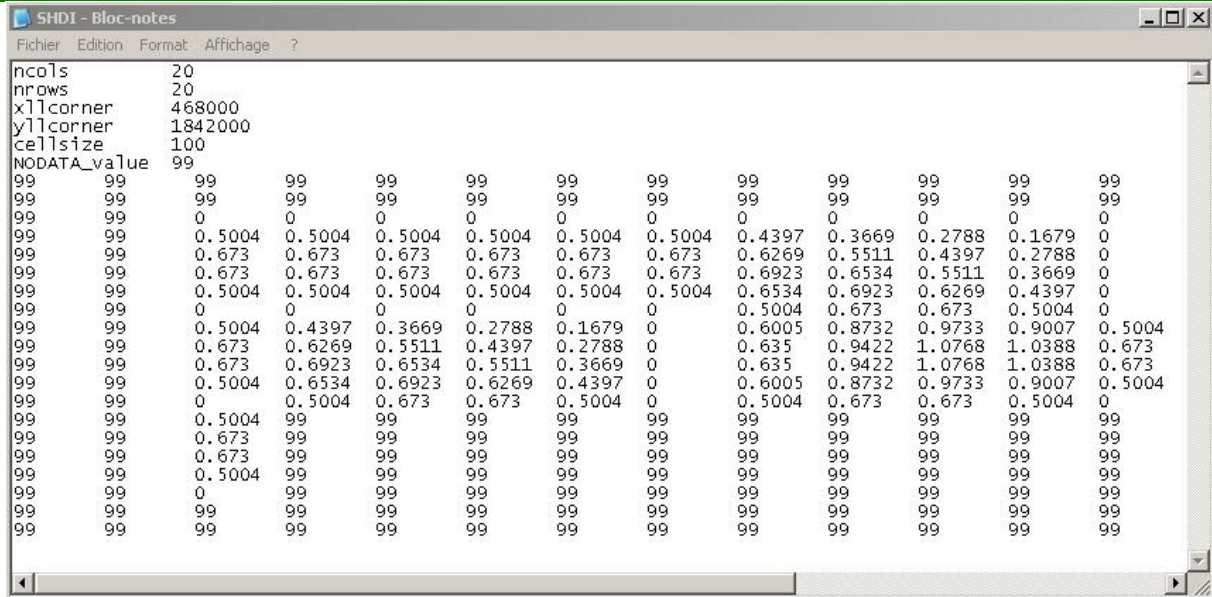 SHDI - Bloc-notes
Fichier Edition Format Affichage ?
ncols 20
nrows 20
xllcorner 468000
yllcorner 1842000
cellsize 100
NODATA_value 99
99 99 99 99 99 99 99 99 99 99 99 99 99
99 99 99 99 99 99 99 99 99 99 99 99 99
99 99 0 0 0 0 0 0 0 0 0 0 0
99 99 0.5004 0.5004 0.5004 0.5004 0.5004 0.5004 0.4397 0.3669 0.2788 0.1679 0
99 99 0.673 0.673 0.673 0.673 0.673 0.673 0.6269 0.5511 0.4397 0.2788 0
99 99 0.673 0.673 0.673 0.673 0.673 0.673 0.6923 0.6534 0.5511 0.3669 0
99 99 0.5004 0.5004 0.5004 0.5004 0.5004 0.5004 0.6534 0.6923 0.6269 0.4397 0
99 99 0 0 0 0 0 0 0.5004 0.673 0.673 0.5004 0
99 99 0.5004 0.4397 0.3669 0.2788 0.1679 0 0.6005 0.8732 0.9733 0.9007 0.5004
99 99 0.673 0.6269 0.5511 0.4397 0.2788 0 0.635 0.9422 1.0768 1.0388 0.673
99 99 0.673 0.6923 0.6534 0.5511 0.3669 0 0.635 0.9422 1.0768 1.0388 0.673
99 99 0.5004 0.6534 0.6923 0.6269 0.4397 0 0.6005 0.8732 0.9733 0.9007 0.5004
99 99 0 0.5004 0.673 0.673 0.5004 0 0.5004 0.673 0.673 0.5004 0
99 99 0.5004 99 99 99 99 99 99 99 99 99 99
99 99 0.673 99 99 99 99 99 99 99 99 99 99
99 99 0.673 99 99 99 99 99 99 99 99 99 99
99 99 0.5004 99 99 99 99 99 99 99 99 99 99
99 99 0 99 99 99 99 99 99 99 99 99 99
99 99 99 99 99 99 99 99 99 99 99 99 99
99 99 99 99 99 99 99 99 99 99 99 99 99